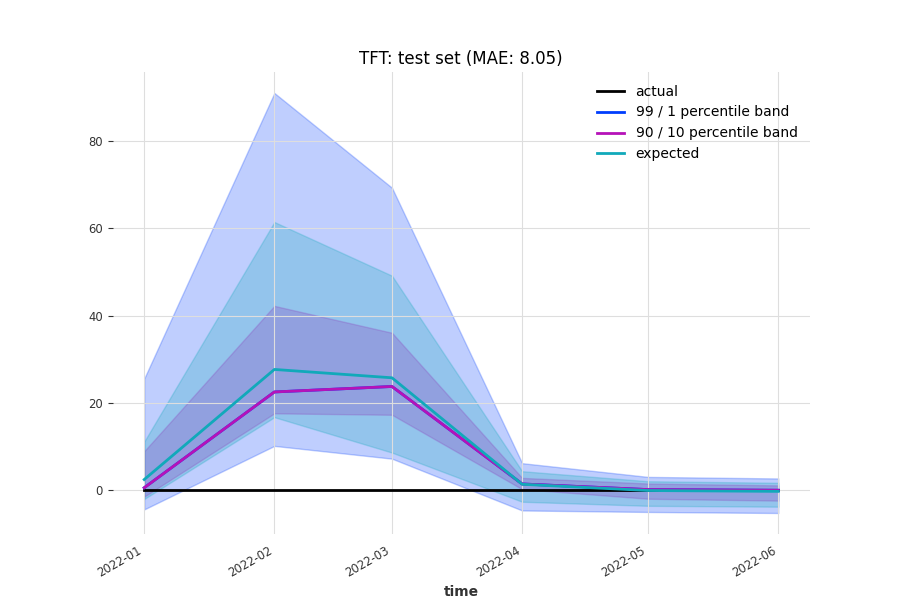 TFT: test set (MAE: 8.05)
actual
99 / 1 percentile band
90 / 10 percentile band
expected
80
60
40
20
0
2022-01
2022-02
2022-03
2022-04
2022-05
2022-06
time